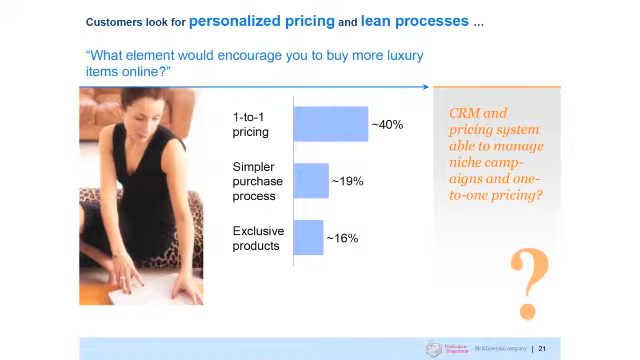 Customers look for personalized pricing and lean processes …
“What element would encourage you to buy more luxury
items online?”
1-to-1
pricing
~40%
Simpler
purchase
process
~19%
Exclusive
products
~16%
CRM and
pricing system
able to manage
niche camp-
aigns and one-
to-one pricing?
?
McKinsey&Company | 21